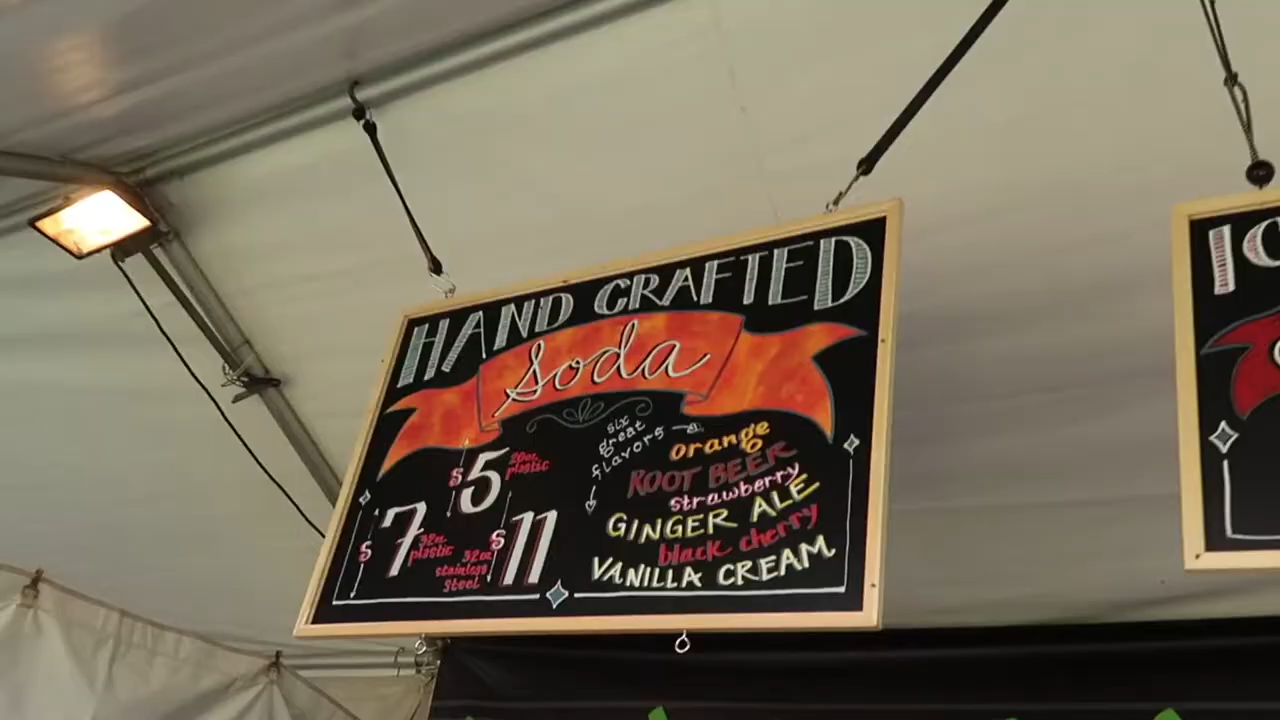 HAND CRAFTED
Soda
six
great
flavors
orange
ROOT BEER
strawberry
GINGER ALE
black cherry
VANILLA CREAM
$5 20oz. plastic
$7 32oz. plastic
$11 32oz. stainless steel